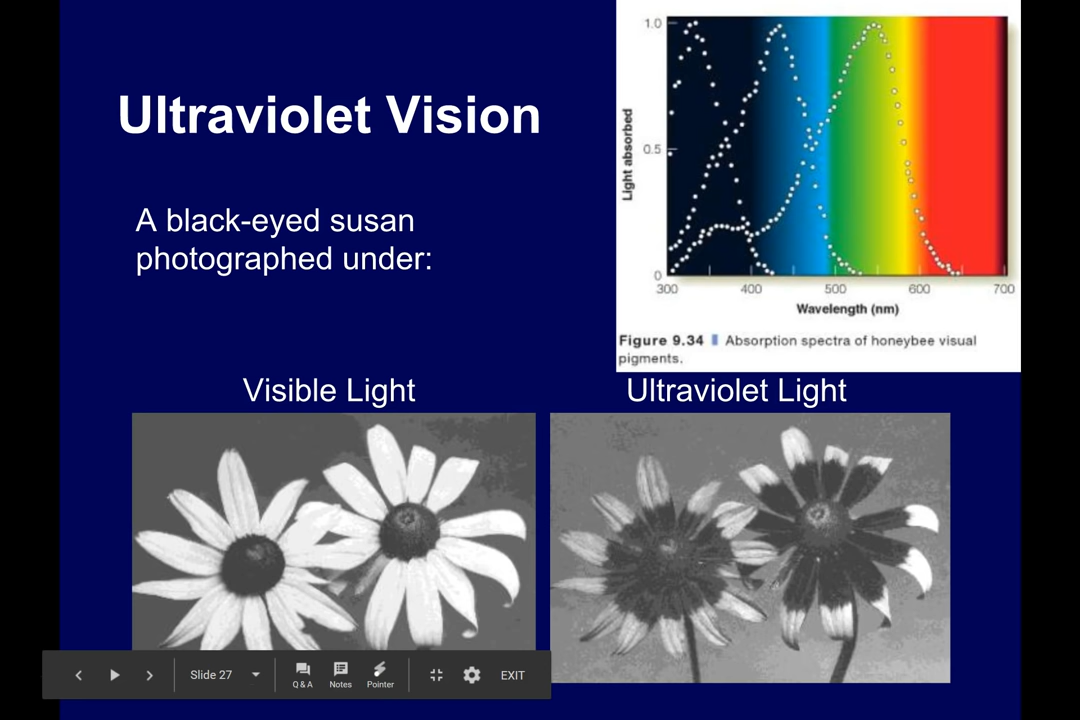 Ultraviolet Vision
A black-eyed susan
photographed under:
1.0
0.5
0
Light absorbed
300 400 500 600 700
Wavelength (nm)
Figure 9.34 Absorption spectra of honeybee visual
pigments.
Visible Light
Ultraviolet Light
Slide 27
Q & A Notes Pointer
EXIT